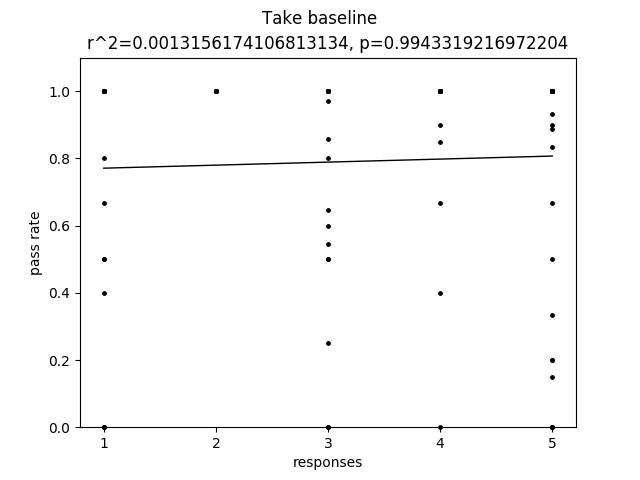 Take baseline
r^2=0.0013156174106813134, p=0.9943319216972204
1.0
0.8
0.6
0.4
0.2
0.0
pass rate
1 2 3 4 5
responses